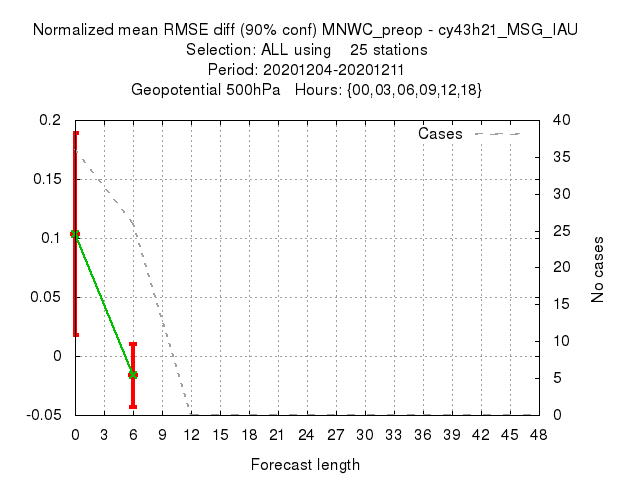 Normalized mean RMSE diff (90% conf) MNWC_preop - cy43h21_MSG_IAU
Selection: ALL using    25 stations
Period: 20201204-20201211
Geopotential 500hPa   Hours: {00,03,06,09,12,18}
0.2
0.15
0.1
0.05
0
-0.05
Cases
40
35
30
25
20
15
10
5
0
No cases
0 3 6 9 12 15 18 21 24 27 30 33 36 39 42 45 48
Forecast length